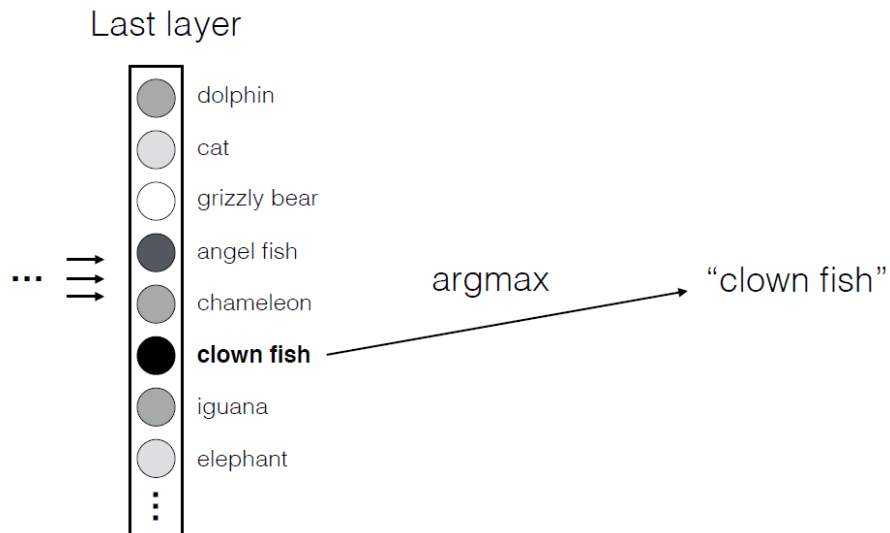 Last layer
dolphin
cat
grizzly bear
angel fish
... argmax “clown fish”
chameleon
clown fish
iguana
elephant
...